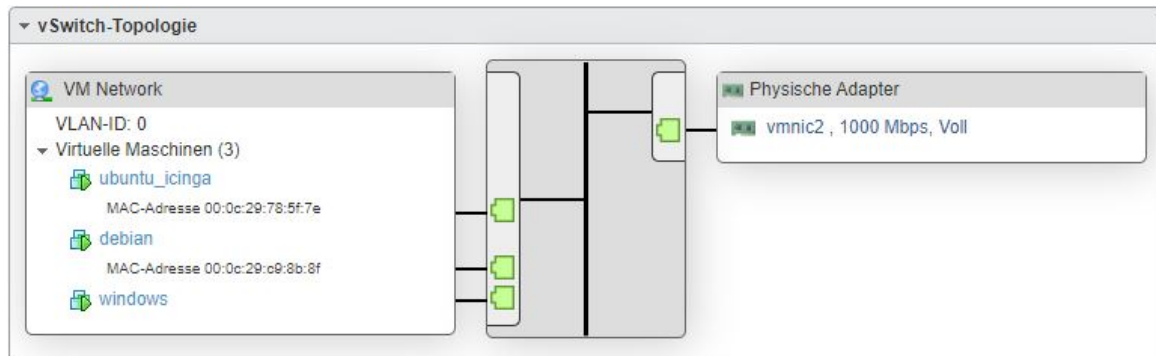 vSwitch-Topologie
VM Network
VLAN-ID: 0
Virtuelle Maschinen (3)
ubuntu_icinga
MAC-Adresse 00:0c:29:78:5f:7e
debian
MAC-Adresse 00:0c:29:c9:8b:8f
windows
Physische Adapter
vmnic2 , 1000 Mbps, Voll